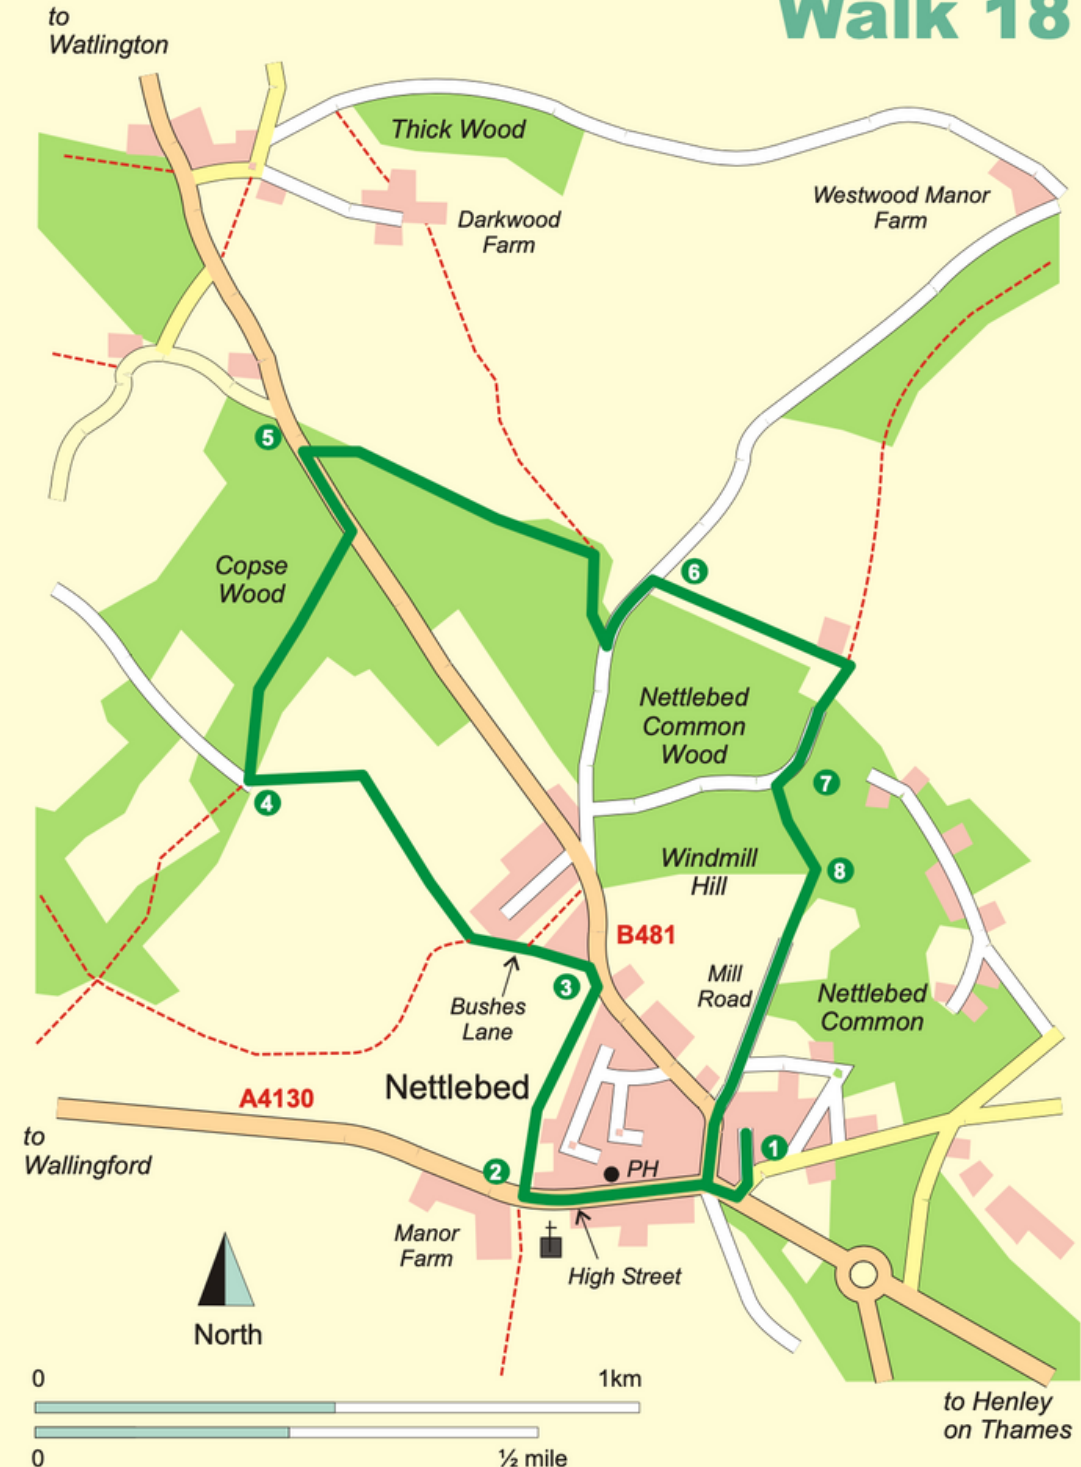 to
Watlington
Walk 18
Thick Wood
Westwood Manor
Farm
Darkwood
Farm
5
Copse
Wood
6
Nettlebed
Common
Wood
7
4
Windmill
Hill
8
B481
3
Mill
Road
Nettlebed
Common
Bushes
Lane
Nettlebed
A4130
to
Wallingford
1
2
PH
Manor
Farm
High Street
North
0
1km
0
½ mile
to Henley
on Thames